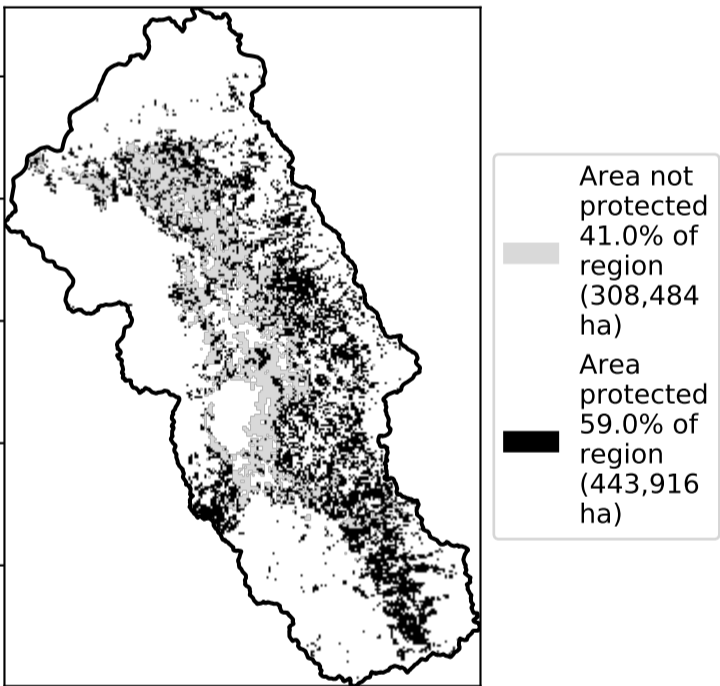 Area not
protected
41.0% of
region
(308,484
ha)
Area
protected
59.0% of
region
(443,916
ha)